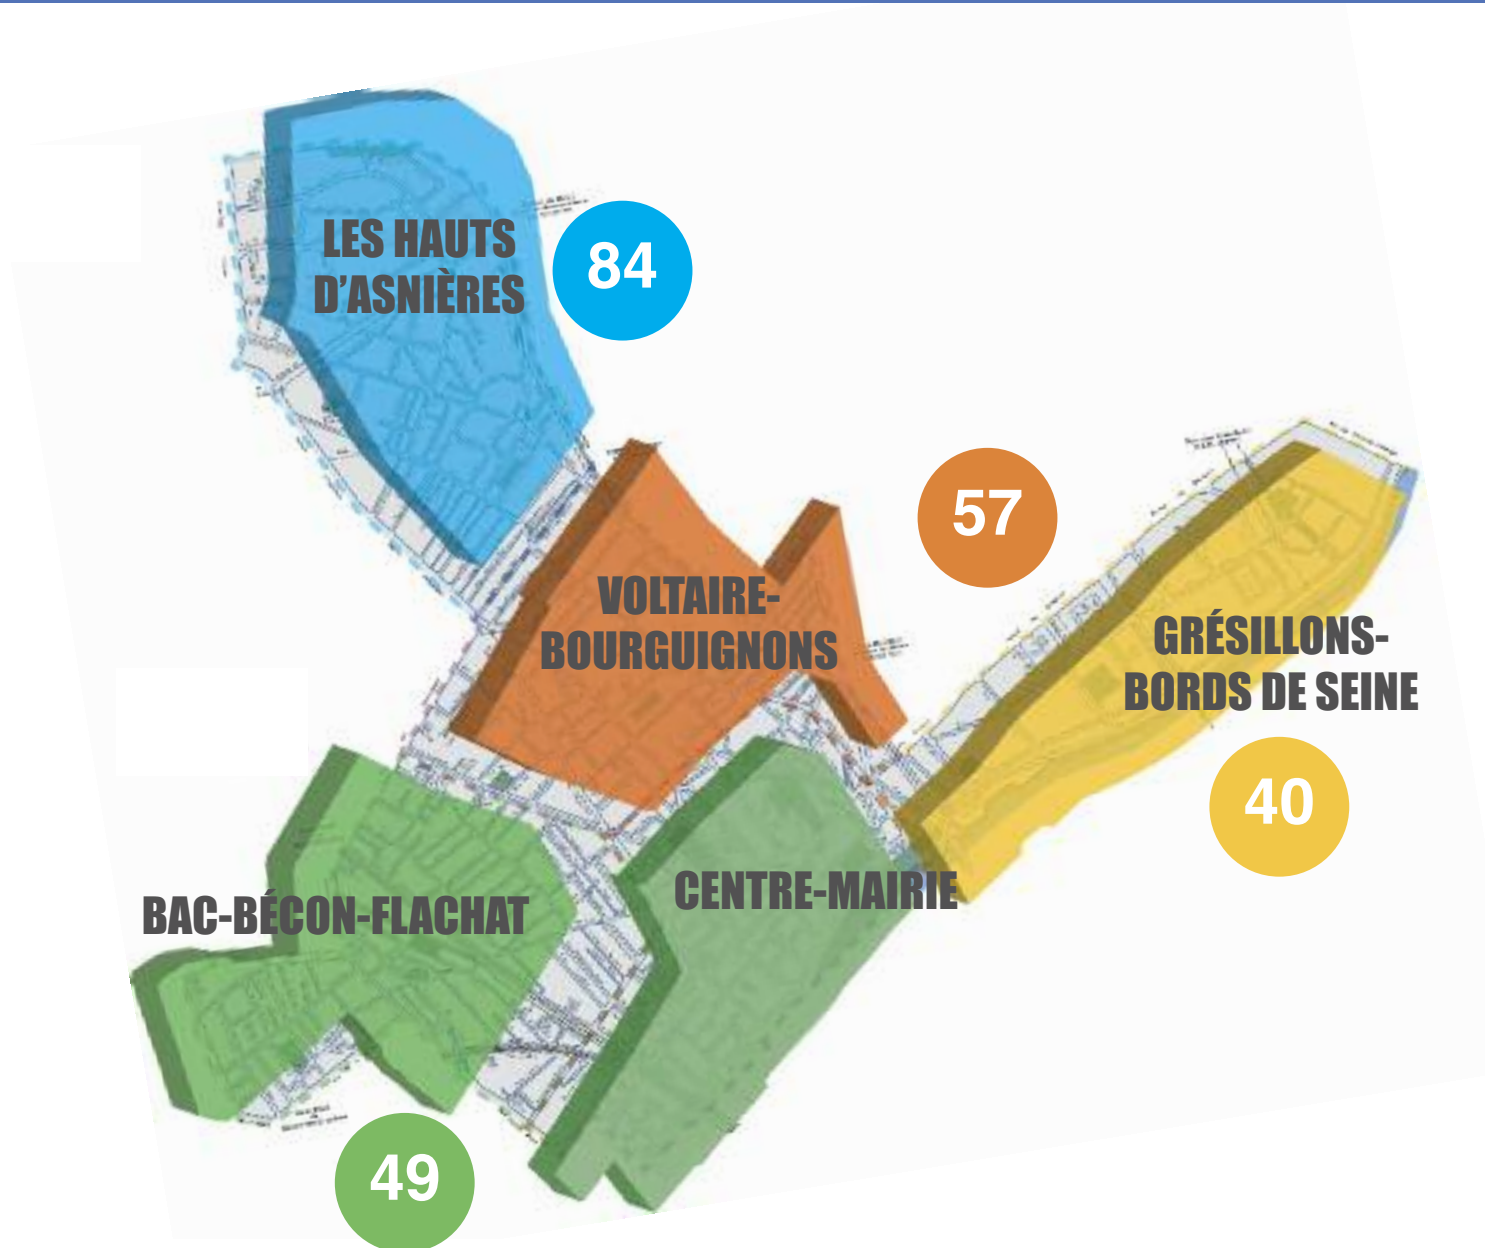 LES HAUTS
D'ASNIÈRES
84
57
VOLTAIRE-
BOURGUIGNONS
GRÉSILLONS-
BORDS DE SEINE
40
CENTRE-MAIRIE
BAC-BÉCON-FLACHAT
49